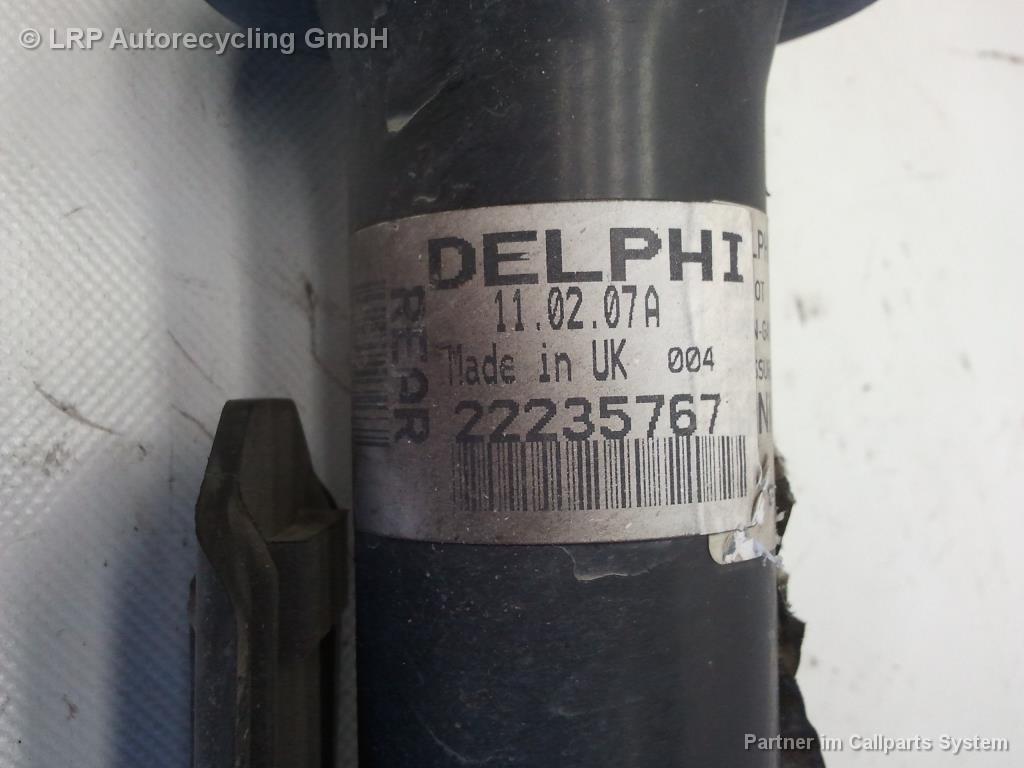 © LRP Autorecycling GmbH
DELPHI
11.02.07A
Made in UK 004
22235767
REAR
Partner im Callparts System